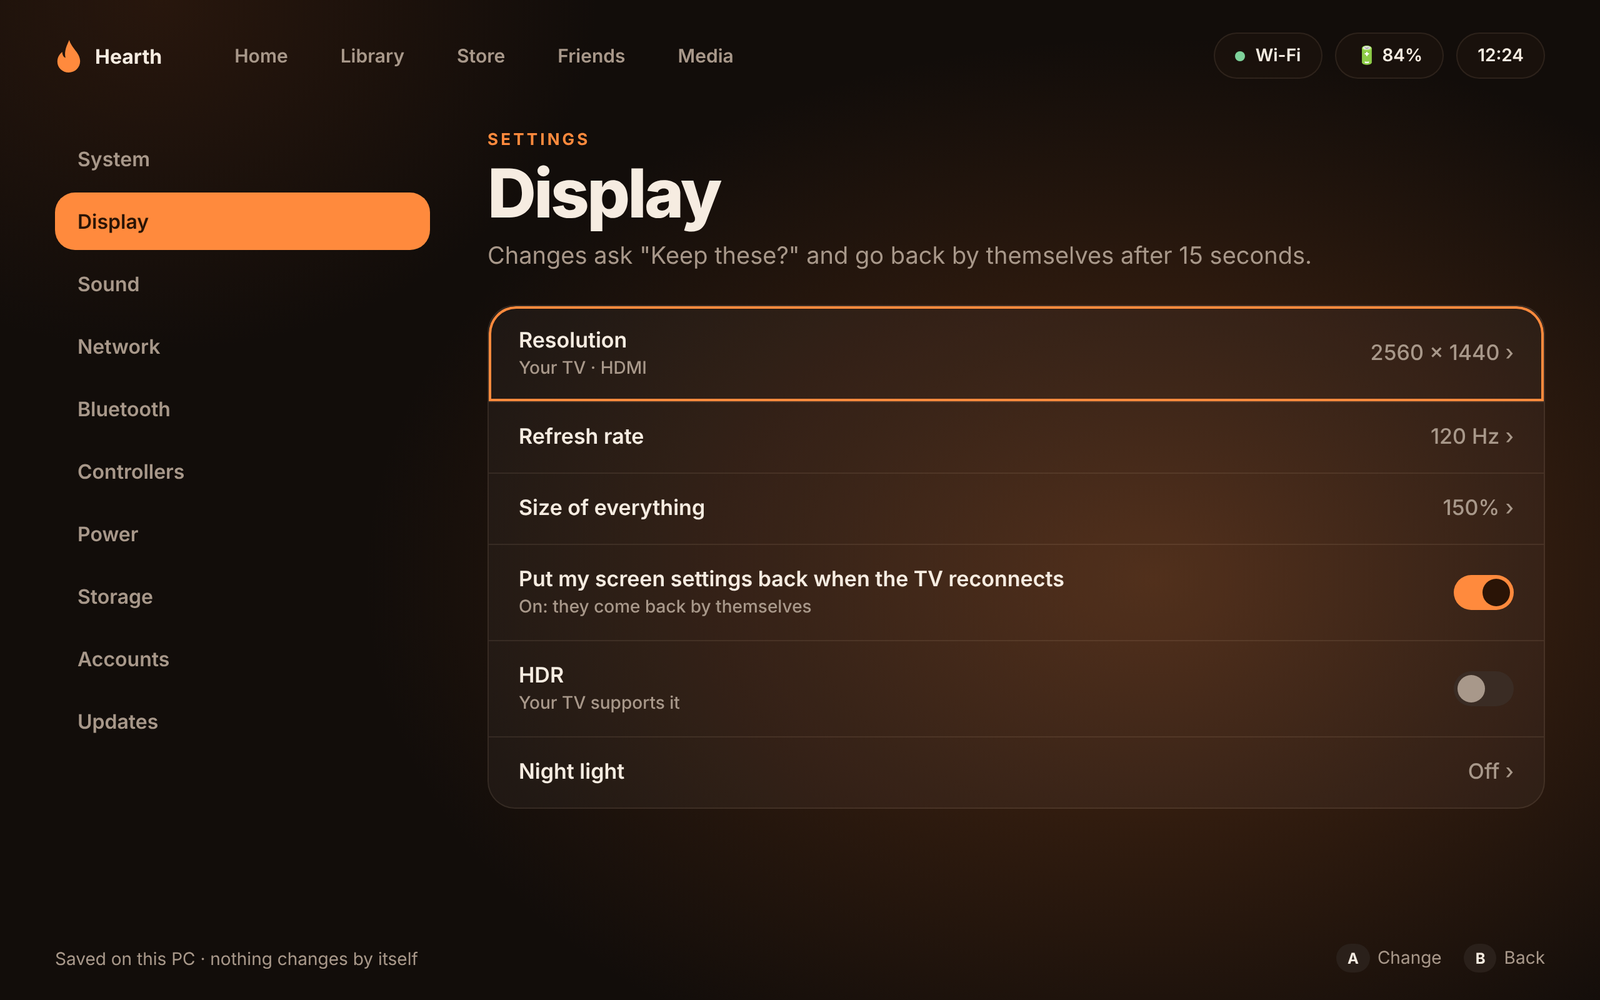 Hearth
Home
Library
Store
Friends
Media
Wi-Fi
84%
12:24
System
Display
Sound
Network
Bluetooth
Controllers
Power
Storage
Accounts
Updates
SETTINGS
Display
Changes ask "Keep these?" and go back by themselves after 15 seconds.
Resolution
Your TV · HDMI
2560 × 1440 ›
Refresh rate
120 Hz ›
Size of everything
150% ›
Put my screen settings back when the TV reconnects
On: they come back by themselves
HDR
Your TV supports it
Night light
Off ›
Saved on this PC · nothing changes by itself
A Change
B Back